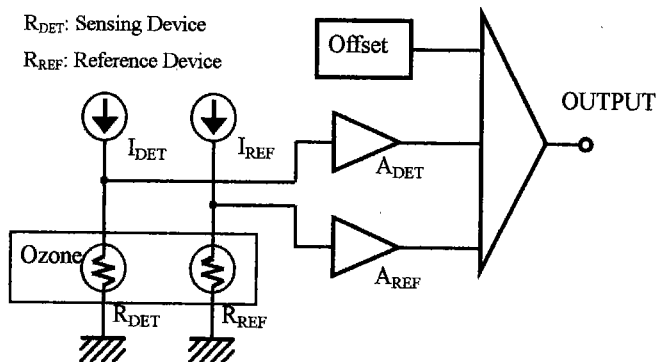 R_DET: Sensing Device
R_REF: Reference Device
Offset
OUTPUT
I_DET
I_REF
A_DET
A_REF
Ozone
R_DET
R_REF